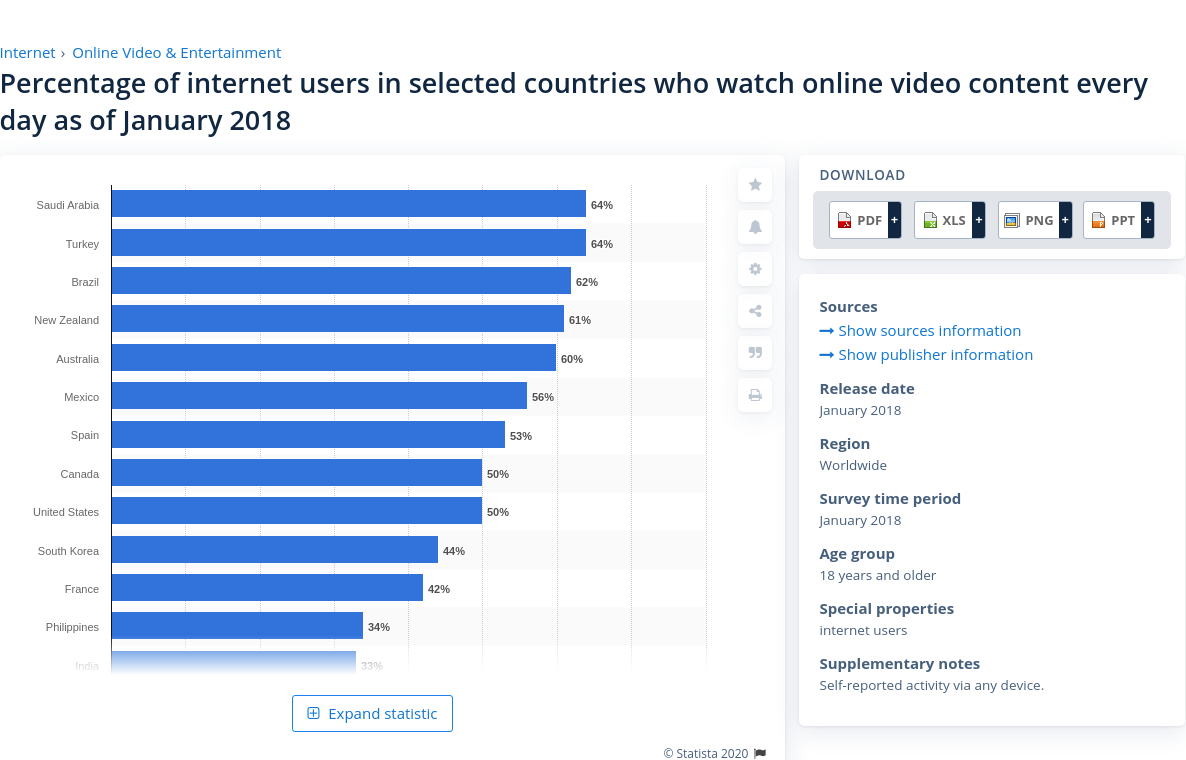 Internet › Online Video & Entertainment
Percentage of internet users in selected countries who watch online video content every
day as of January 2018
Saudi Arabia 64%
Turkey 64%
Brazil 62%
New Zealand 61%
Australia 60%
Mexico 56%
Spain 53%
Canada 50%
United States 50%
South Korea 44%
France 42%
Philippines 34%
India 33%
Expand statistic
© Statista 2020
DOWNLOAD
PDF + XLS + PNG + PPT +
Sources
Show sources information
Show publisher information
Release date
January 2018
Region
Worldwide
Survey time period
January 2018
Age group
18 years and older
Special properties
internet users
Supplementary notes
Self-reported activity via any device.